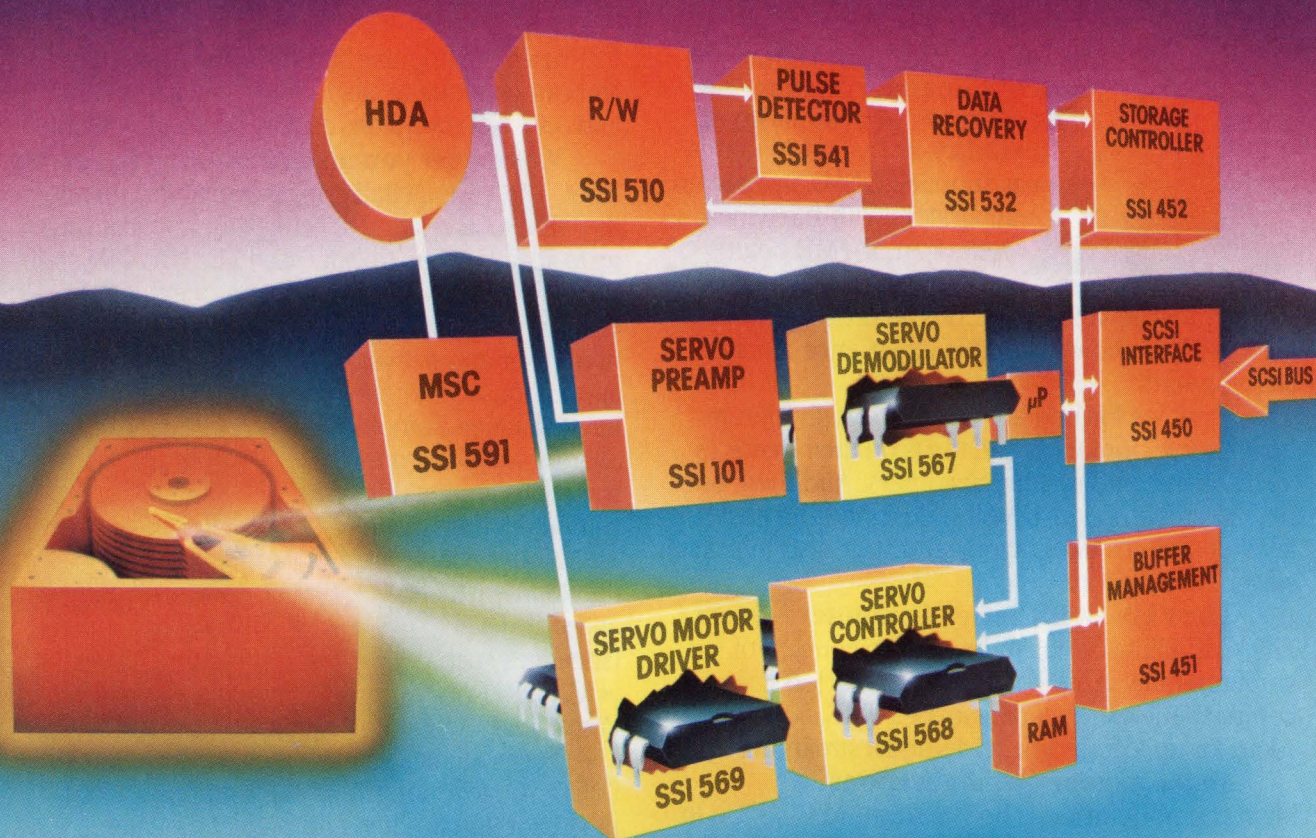 HDA
R/W
SSI 510
PULSE
DETECTOR
SSI 541
DATA
RECOVERY
SSI 532
STORAGE
CONTROLLER
SSI 452
MSC
SSI 591
SERVO
PREAMP
SSI 101
SERVO
DEMODULATOR
SSI 567
µP
SCSI
INTERFACE
SSI 450
SCSI BUS
SERVO MOTOR
DRIVER
SSI 569
SERVO
CONTROLLER
SSI 568
RAM
BUFFER
MANAGEMENT
SSI 451